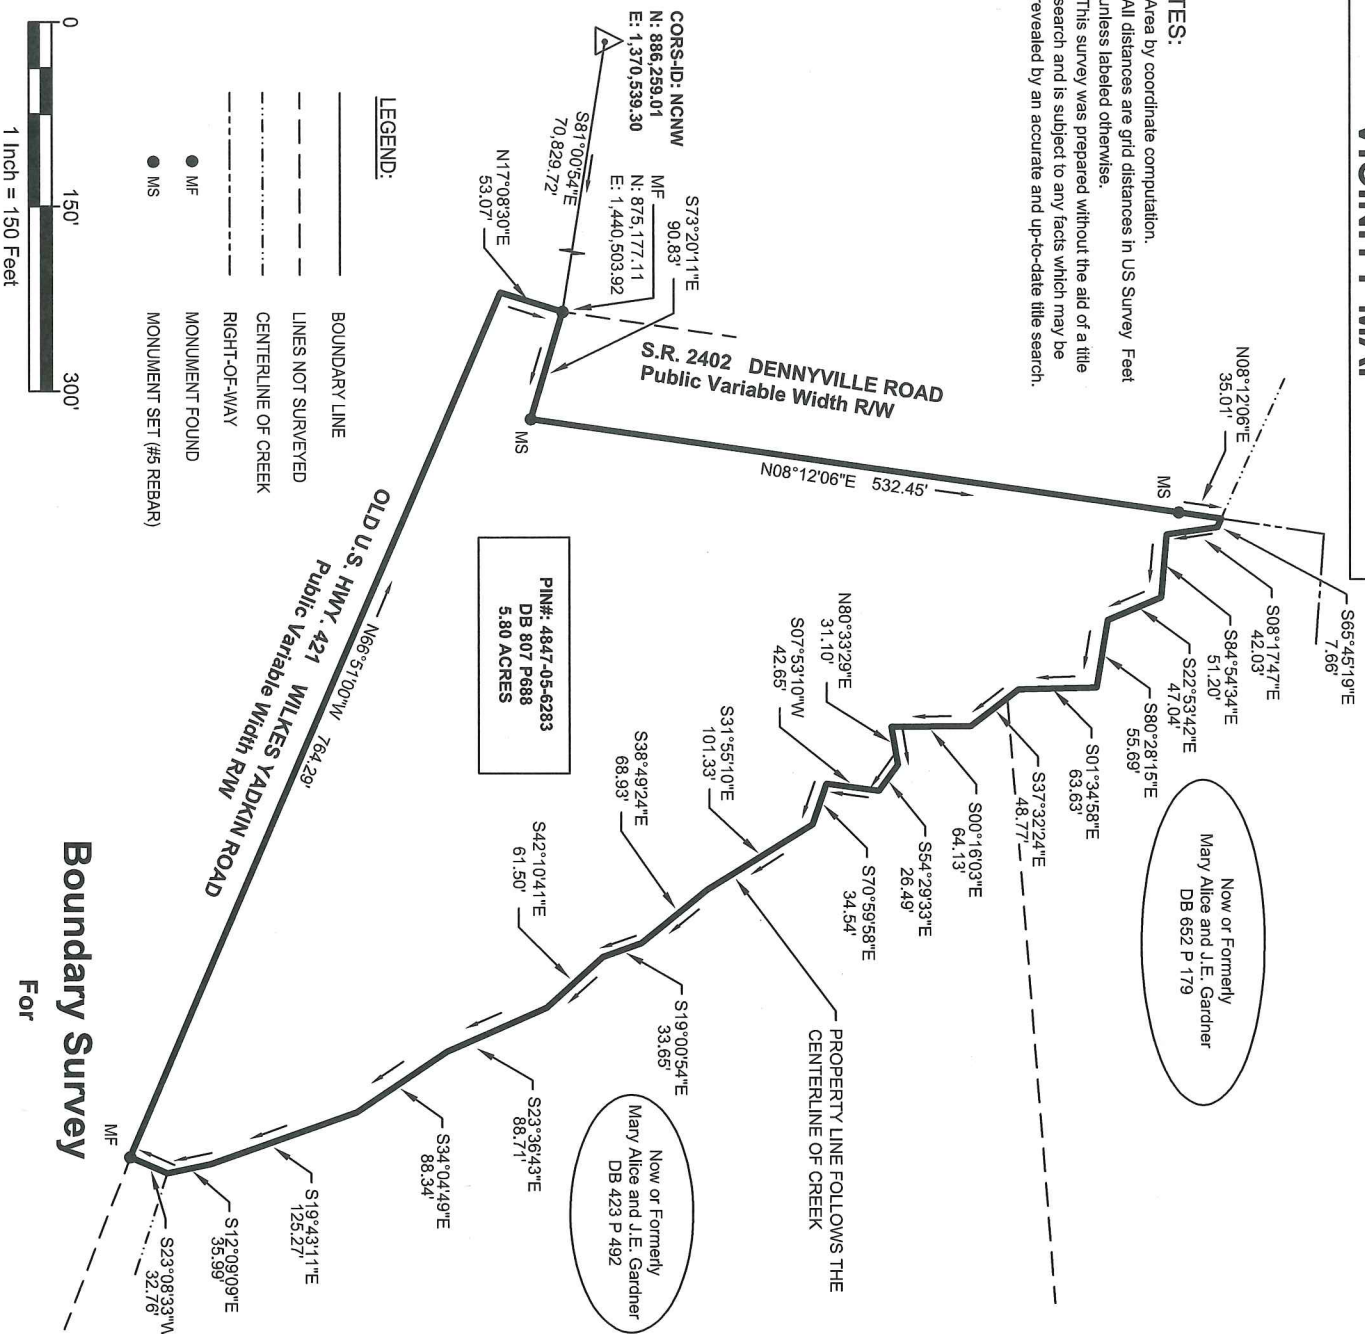 TES:
Area by coordinate computation.
All distances are grid distances in US Survey Feet
unless labeled otherwise.
This survey was prepared without the aid of a title
search and is subject to any facts which may be
revealed by an accurate and up-to-date title search.
CORS-ID: NCNW
N: 886,259.01
E: 1,370,539.30
S81°00'54"E
70,829.72'
MF
N: 875,177.11
E: 1,440,503.92
S73°20'11"E
90.83'
N17°08'30"E
53.07'
S.R. 2402 DENNYVILLE ROAD
Public Variable Width R/W
MS
N08°12'06"E 532.45'
MS
N08°12'06"E
35.01'
S65°45'19"E
7.66'
S08°17'47"E
42.03'
S84°54'34"E
51.20'
S22°53'42"E
47.04'
S80°28'15"E
55.69'
S01°34'58"E
63.63'
S37°32'24"E
48.77'
S00°16'03"E
64.13'
N80°33'29"E
31.10'
S54°29'33"E
26.49'
S07°53'10"W
42.65'
S70°59'58"E
34.54'
S31°55'10"E
101.33'
S38°49'24"E
68.93'
S19°00'54"E
33.65'
S42°10'41"E
61.50'
S23°36'43"E
88.71'
S34°04'49"E
88.34'
S19°43'11"E
125.27'
S12°09'09"E
35.99'
S23°08'33"W
32.76'
MF
Now or Formerly
Mary Alice and J.E. Gardner
DB 652 P 179
PROPERTY LINE FOLLOWS THE
CENTERLINE OF CREEK
Now or Formerly
Mary Alice and J.E. Gardner
DB 423 P 492
PIN#: 4847-05-6283
DB 807 P688
5.80 ACRES
N66°51'00"W 764.29'
OLD U.S. HWY. 421 WILKES YADKIN ROAD
Public Variable Width R/W
LEGEND:
BOUNDARY LINE
LINES NOT SURVEYED
CENTERLINE OF CREEK
RIGHT-OF-WAY
MF MONUMENT FOUND
MS MONUMENT SET (#5 REBAR)
0 150' 300'
1 Inch = 150 Feet
Boundary Survey
For